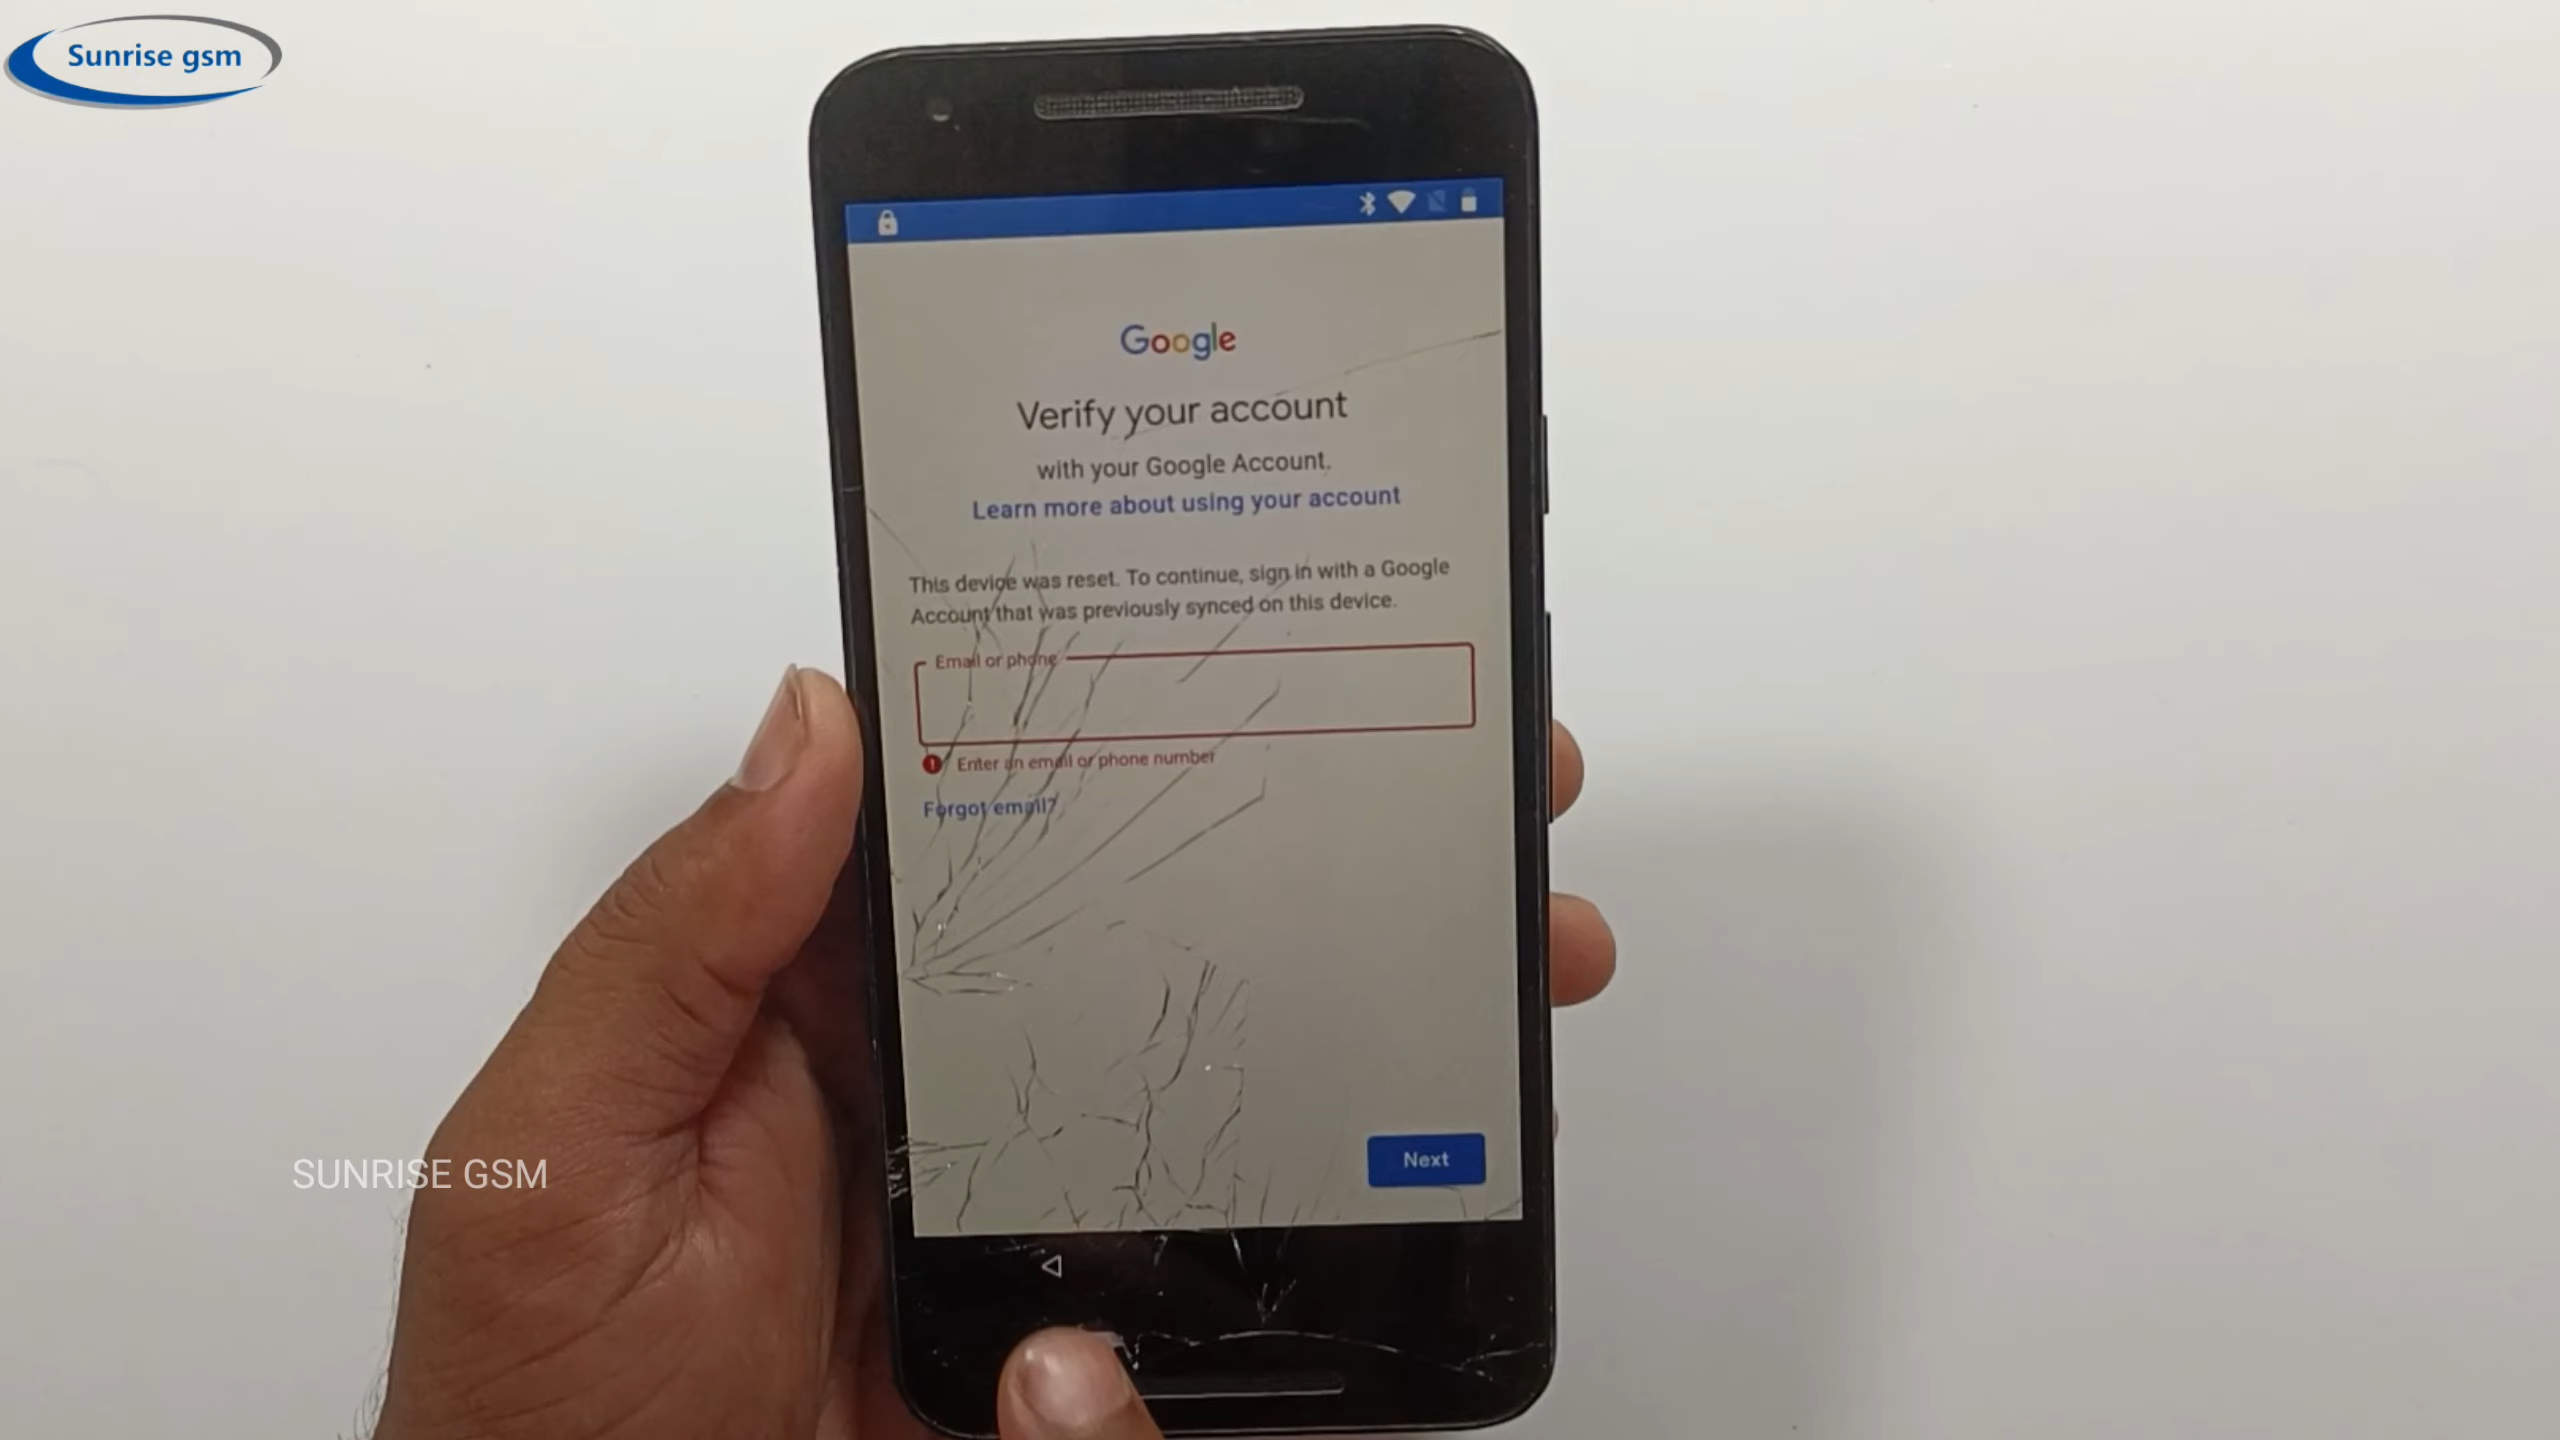 Sunrise gsm
Google
Verify your account
with your Google Account.
Learn more about using your account
This device was reset. To continue, sign in with a Google
Account that was previously synced on this device.
Email or phone
Enter an email or phone number
Forgot email?
Next
SUNRISE GSM